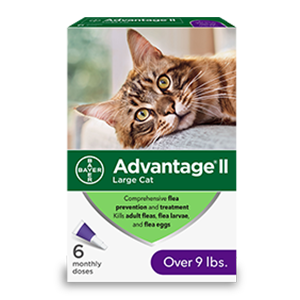 BAYER
BAYER
Advantage II
Large Cat
Comprehensive flea
prevention and treatment
Kills adult fleas, flea larvae,
and flea eggs
6
monthly
doses
Over 9 lbs.